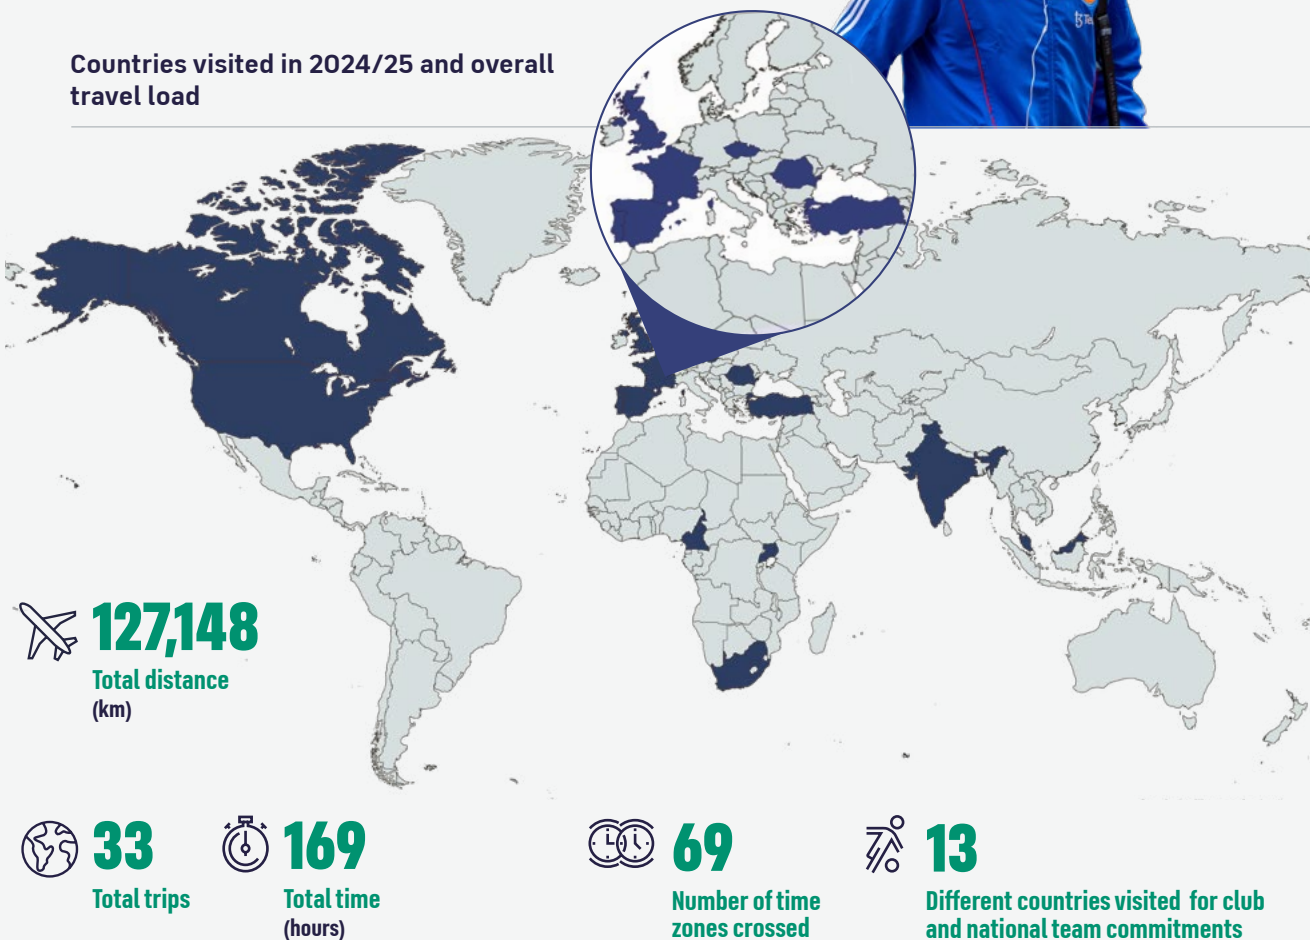 Countries visited in 2024/25 and overall
travel load
127,148
Total distance
(km)
33
Total trips
169
Total time
(hours)
69
Number of time
zones crossed
13
Different countries visited for club
and national team commitments